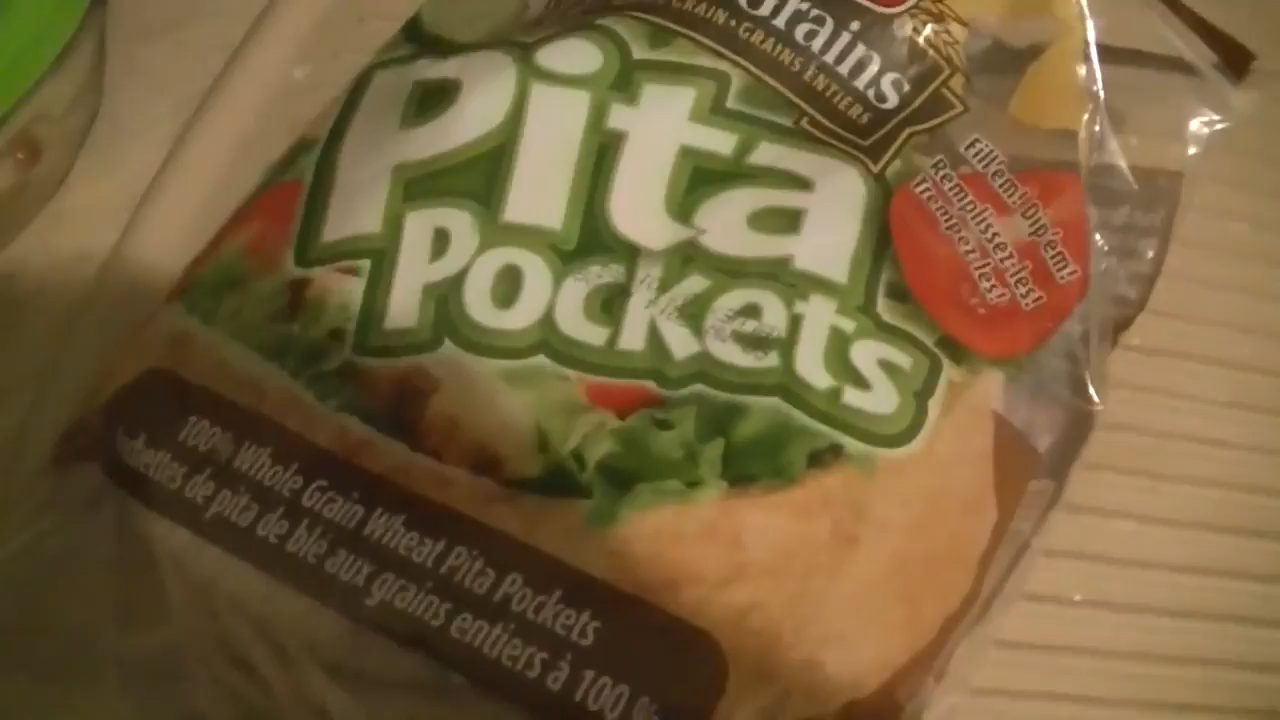 Grains
GRAIN • GRAINS ENTIERS
Pita
Pockets
Fill'em! Dip'em!
Remplissez-les!
Trempez-les!
100% Whole Grain Wheat Pita Pockets
de pita de blé aux grains entiers à 100 %